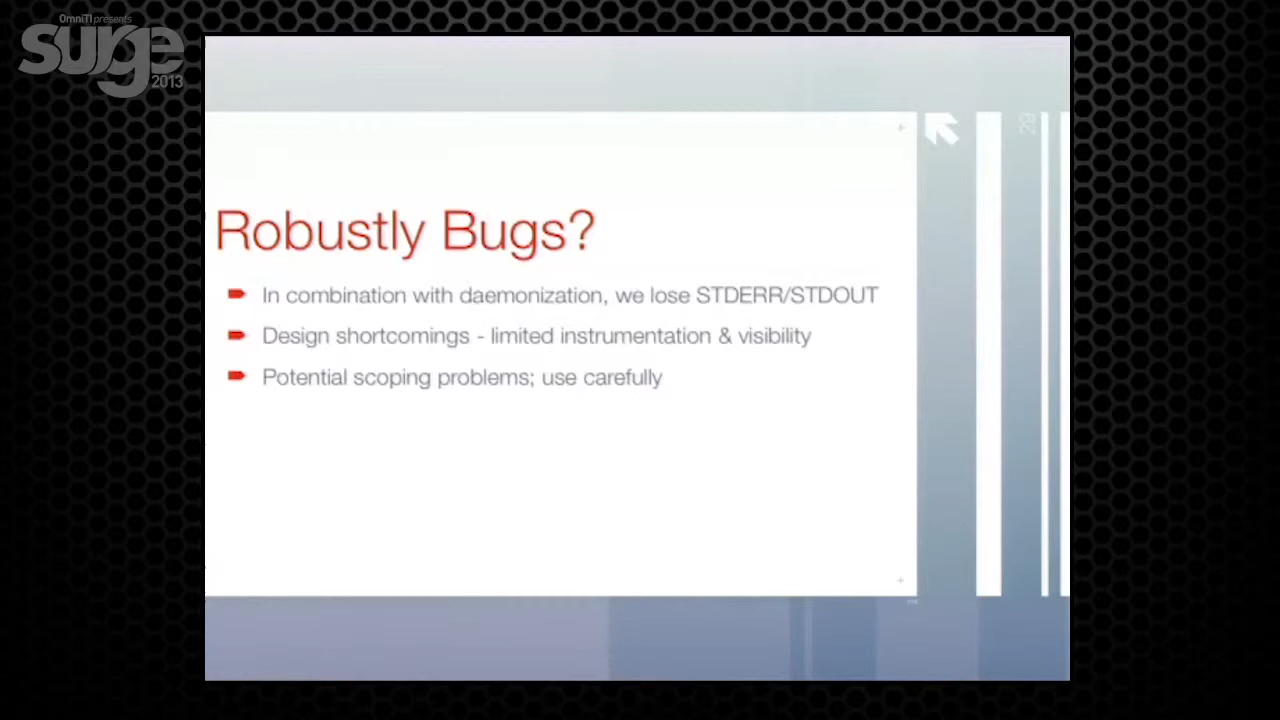 OmniTI presents
surge
2013
29
Robustly Bugs?
In combination with daemonization, we lose STDERR/STDOUT
Design shortcomings - limited instrumentation & visibility
Potential scoping problems; use carefully